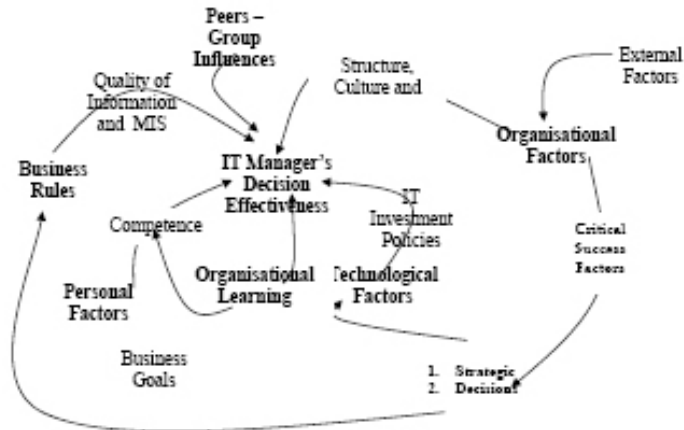 Peers –
Group
Influences
Structure,
Culture and
External
Factors
Quality of
Information
and MIS
Organisational
Factors
Business
Rules
IT Manager's
Decision
Effectiveness
IT
Investment
Policies
Competence
Critical
Success
Factors
Organisational
Learning
Technological
Factors
Personal
Factors
Business
Goals
1. Strategic
2. Decisions